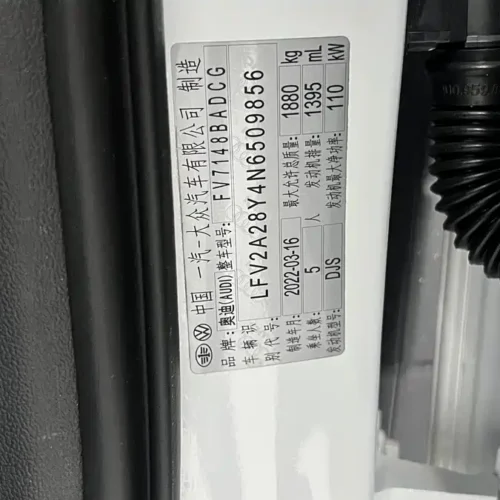 中国 一汽-大众汽车有限公司 制造
品牌:奥迪(AUDI) 整车型号: FV7148BADCG
车辆识别代号: LFV2A28Y4N6509856
制造年月: 2022-03-16 最大允许总质量: 1880 kg
乘坐人数: 5 人 发动机排量: 1395 mL
发动机型号: DJS 发动机最大净功率: 110 kW